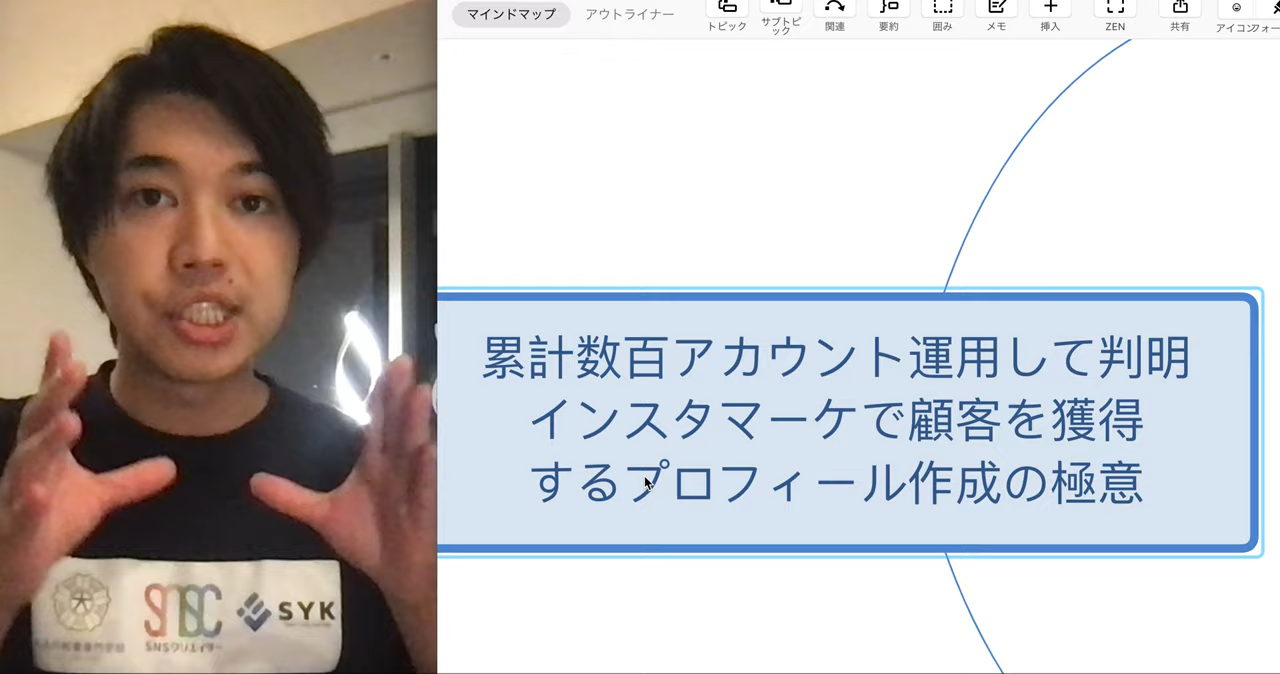 マインドマップ
アウトライナー
トピック
サブトピ
ック
関連
要約
囲み
メモ
挿入
ZEN
共有
アイコン
フォー
累計数百アカウント運用して判明
インスタマーケで顧客を獲得
するプロフィール作成の極意
SNSC
SNSクリエイター
SYK